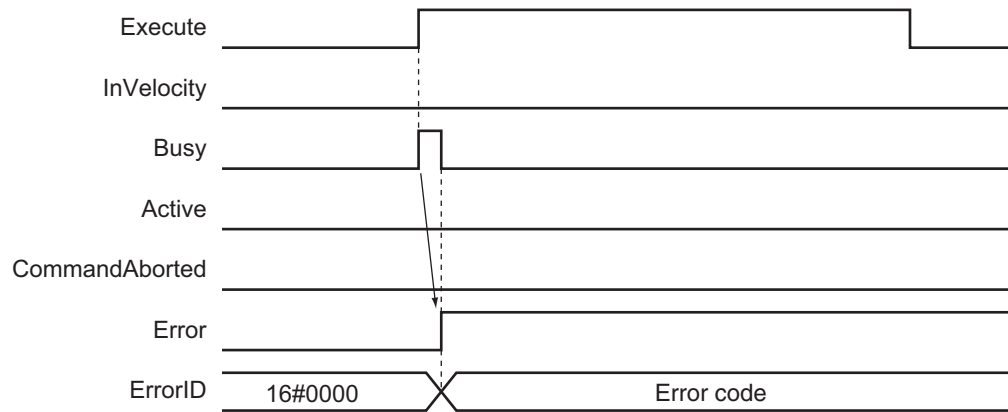 Execute
InVelocity
Busy
Active
CommandAborted
Error
ErrorID
16#0000
Error code